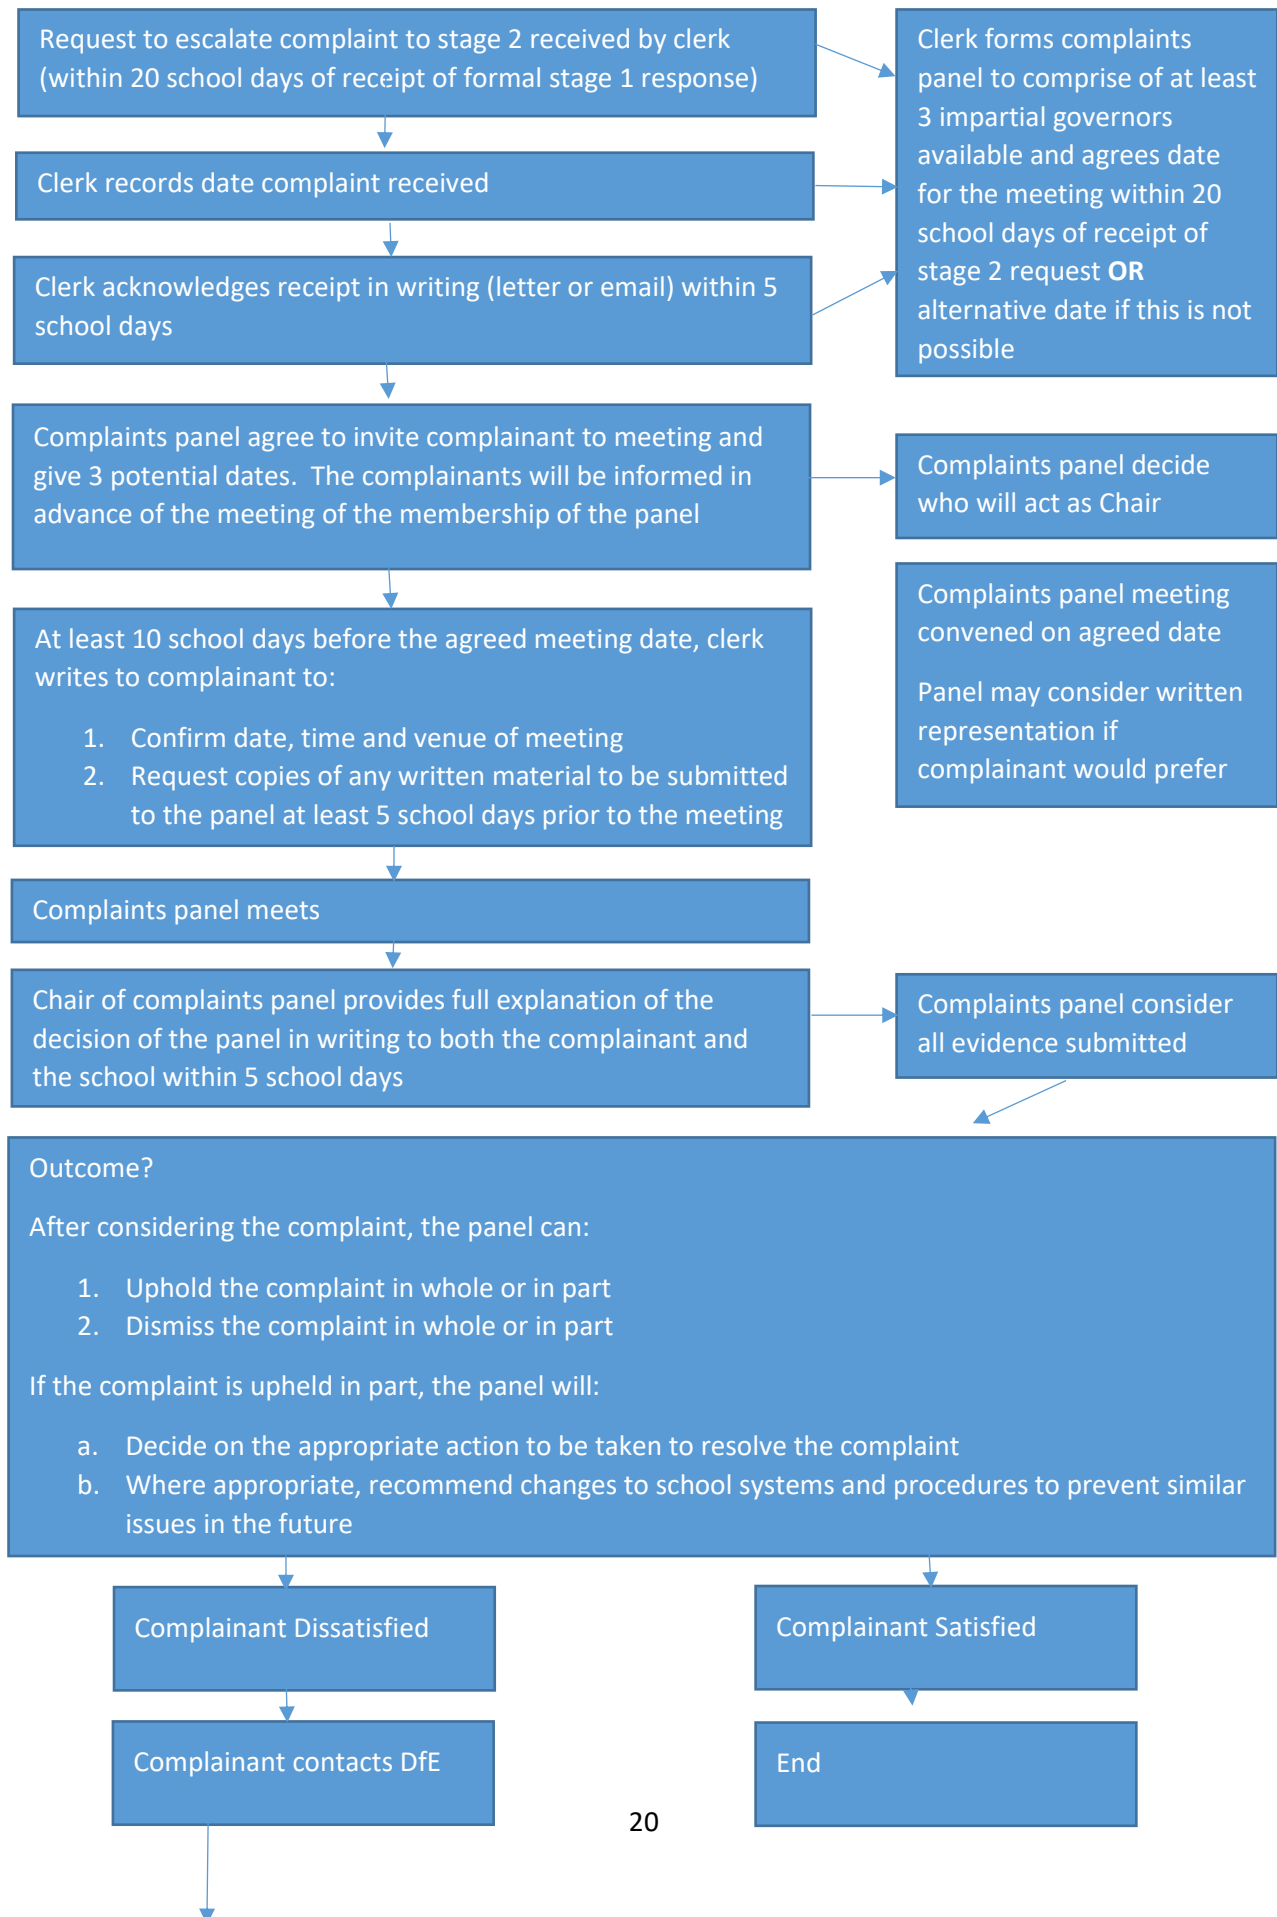 Request to escalate complaint to stage 2 received by clerk
(within 20 school days of receipt of formal stage 1 response)
Clerk forms complaints
panel to comprise of at least
3 impartial governors
available and agrees date
for the meeting within 20
school days of receipt of
stage 2 request OR
alternative date if this is not
possible
Clerk records date complaint received
Clerk acknowledges receipt in writing (letter or email) within 5
school days
Complaints panel agree to invite complainant to meeting and
give 3 potential dates.  The complainants will be informed in
advance of the meeting of the membership of the panel
Complaints panel decide
who will act as Chair
Complaints panel meeting
convened on agreed date
Panel may consider written
representation if
complainant would prefer
At least 10 school days before the agreed meeting date, clerk
writes to complainant to:
1. Confirm date, time and venue of meeting
2. Request copies of any written material to be submitted
to the panel at least 5 school days prior to the meeting
Complaints panel meets
Chair of complaints panel provides full explanation of the
decision of the panel in writing to both the complainant and
the school within 5 school days
Complaints panel consider
all evidence submitted
Outcome?
After considering the complaint, the panel can:
1. Uphold the complaint in whole or in part
2. Dismiss the complaint in whole or in part
If the complaint is upheld in part, the panel will:
a. Decide on the appropriate action to be taken to resolve the complaint
b. Where appropriate, recommend changes to school systems and procedures to prevent similar
issues in the future
Complainant Dissatisfied
Complainant Satisfied
Complainant contacts DfE
End
20